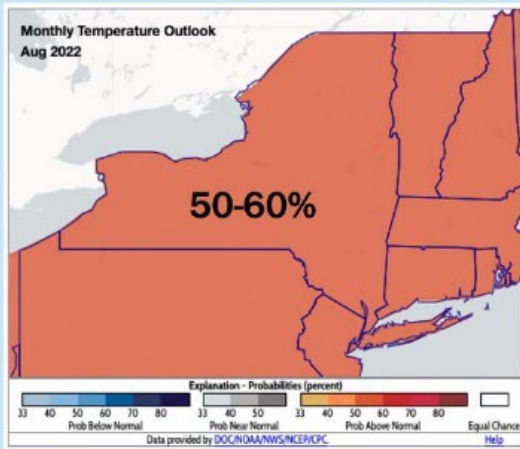 Monthly Temperature Outlook
Aug 2022
50-60%
Explanation - Probabilities (percent)
33 40 50 60 70 80 33 40 50 33 40 50 60 70 80
Prob Below Normal Prob Near Normal Prob Above Normal Equal Chance
Data provided by DOC/NOAA/NWS/NCEP/CPC. Help